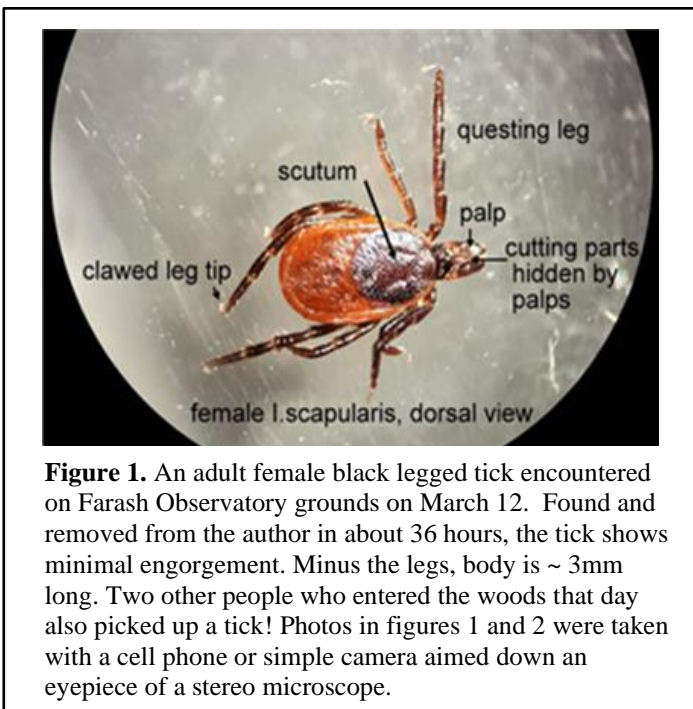 questing leg
scutum
palp
cutting parts
hidden by
palps
clawed leg tip
female I.scapularis, dorsal view
Figure 1. An adult female black legged tick encountered
on Farash Observatory grounds on March 12.  Found and
removed from the author in about 36 hours, the tick shows
minimal engorgement. Minus the legs, body is ~ 3mm
long. Two other people who entered the woods that day
also picked up a tick! Photos in figures 1 and 2 were taken
with a cell phone or simple camera aimed down an
eyepiece of a stereo microscope.